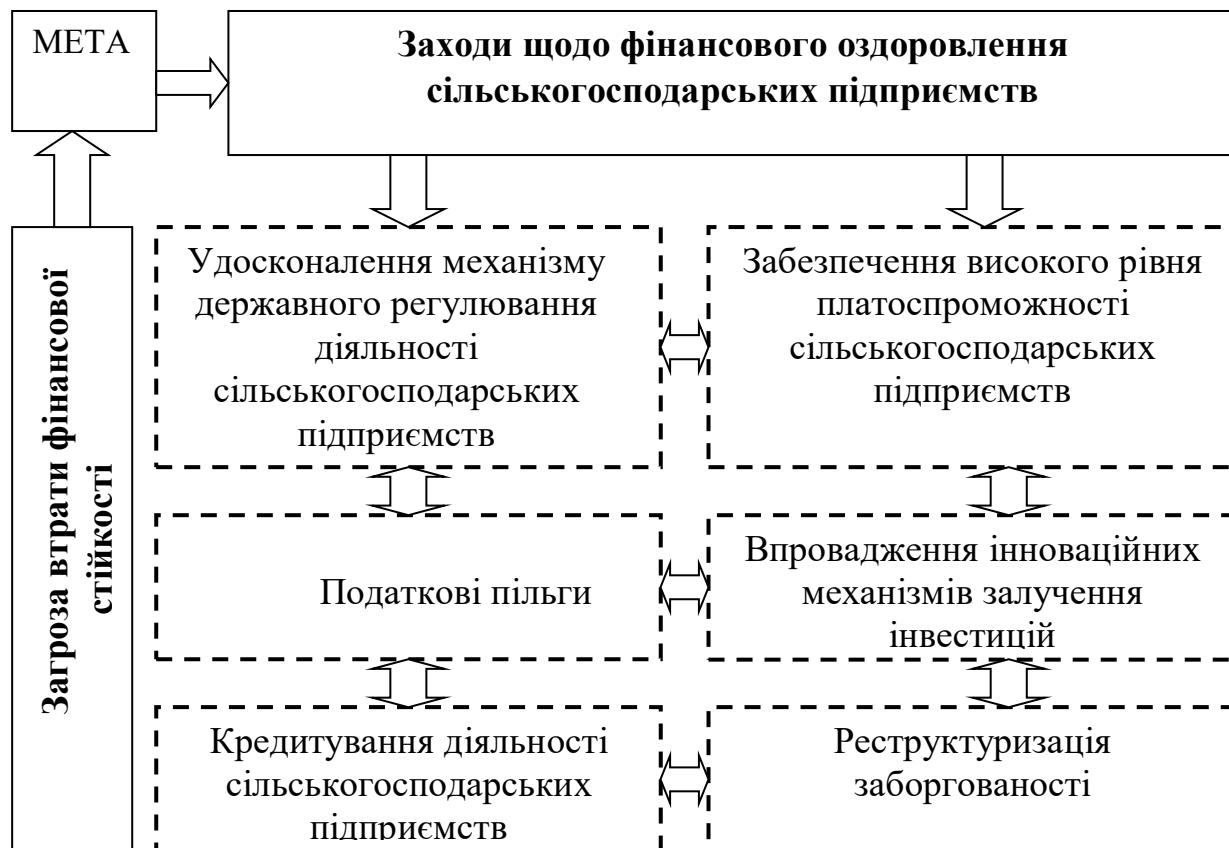 МЕТА
Заходи щодо фінансового оздоровлення
сільськогосподарських підприємств
Загроза втрати фінансової
стійкості
Удосконалення механізму
державного регулювання
діяльності
сільськогосподарських
підприємств
Забезпечення високого рівня
платоспроможності
сільськогосподарських
підприємств
Податкові пільги
Впровадження інноваційних
механізмів залучення
інвестицій
Кредитування діяльності
сільськогосподарських
підприємств
Реструктуризація
заборгованості